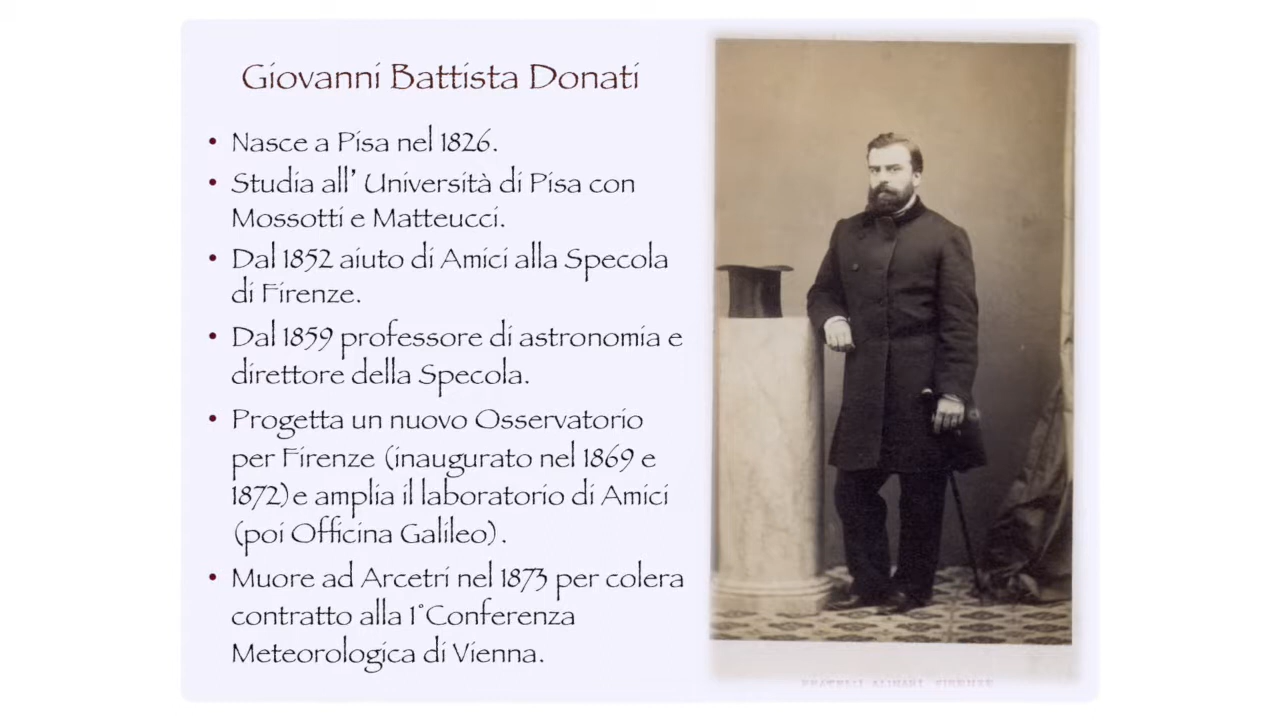 Giovanni Battista Donati
• Nasce a Pisa nel 1826.
• Studia all' Università di Pisa con
Mossotti e Matteucci.
• Dal 1852 aiuto di Amici alla Specola
di Firenze.
• Dal 1859 professore di astronomia e
direttore della Specola.
• Progetta un nuovo Osservatorio
per Firenze (inaugurato nel 1869 e
1872) e amplia il laboratorio di Amici
(poi Officina Galileo).
• Muore ad Arcetri nel 1873 per colera
contratto alla 1°Conferenza
Meteorologica di Vienna.
FRATELLI ALINARI FIRENZE